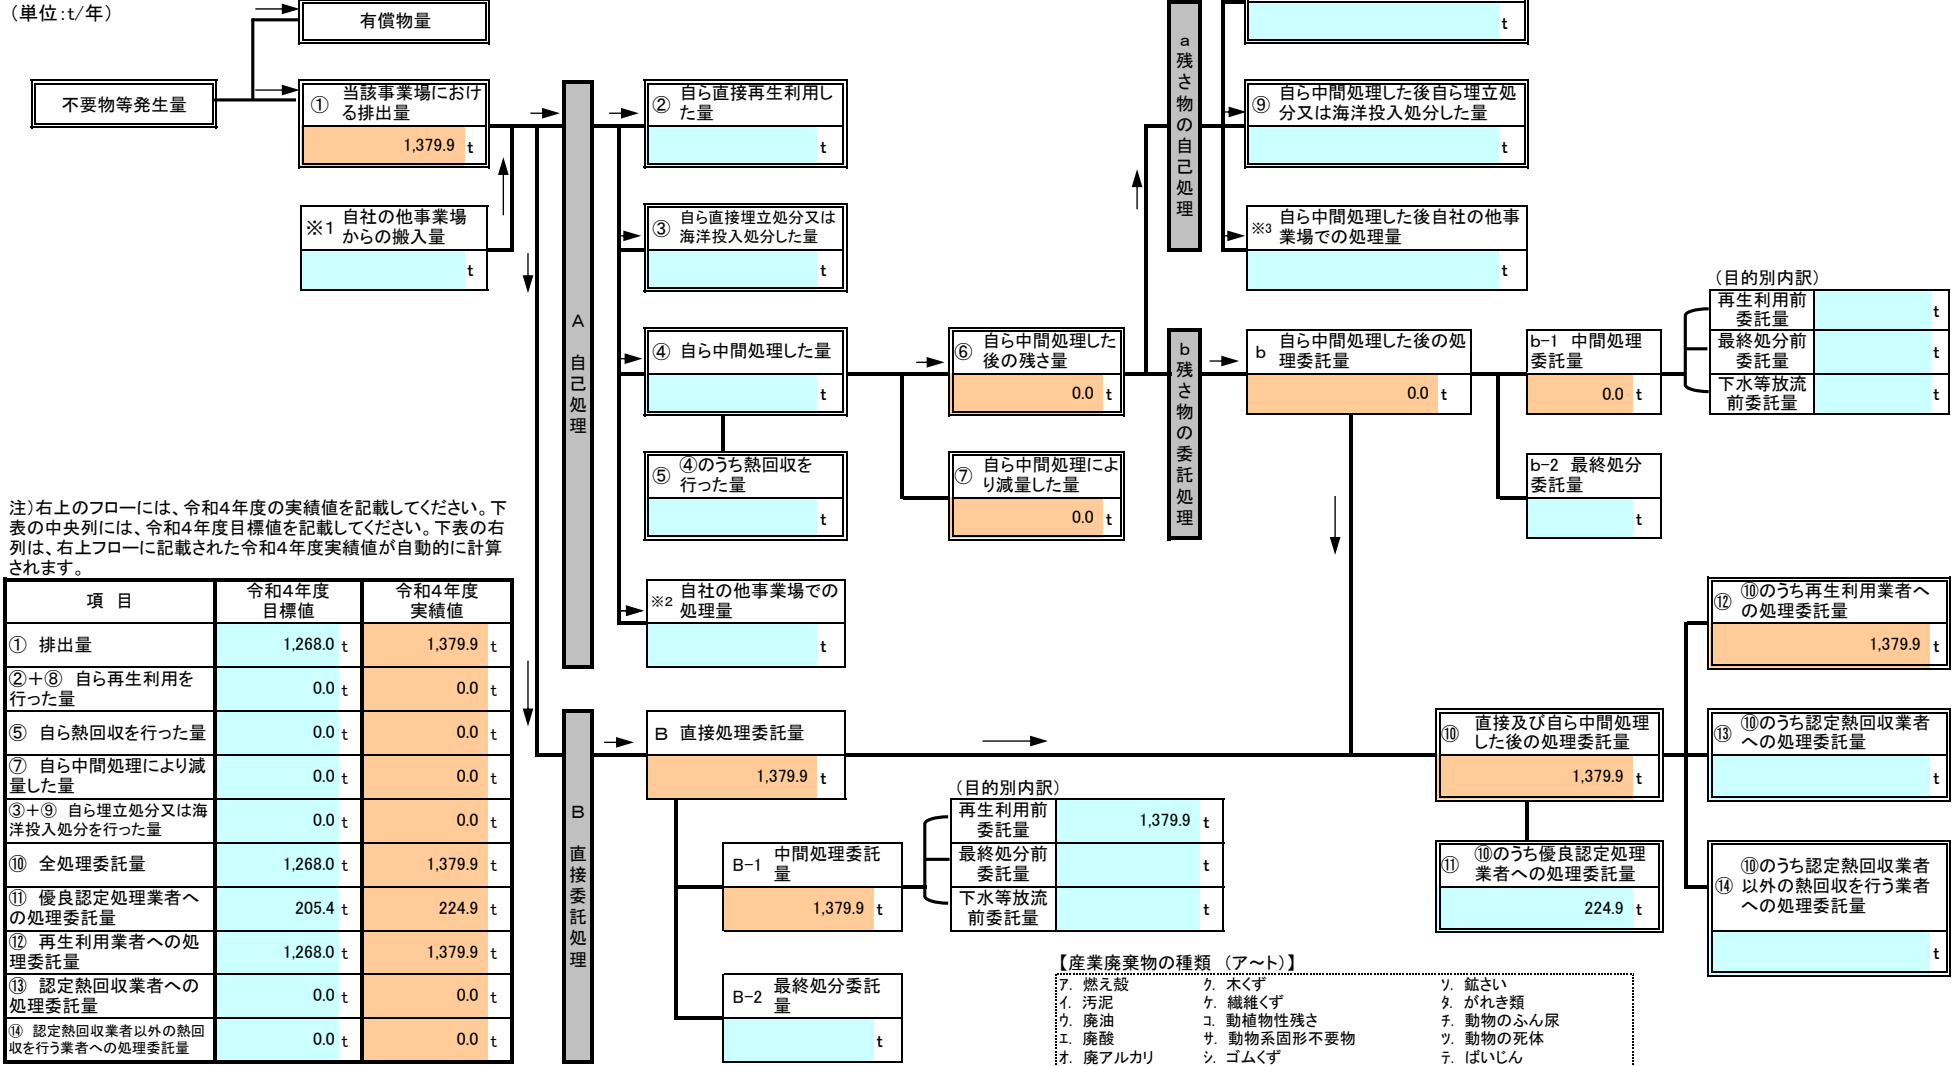 (単位:t/年)
有償物量
不要物等発生量
① 当該事業場におけ
る排出量
1,379.9 t
※1 自社の他事業場
からの搬入量
t
A 自己処理
② 自ら直接再生利用し
た量
t
③ 自ら直接埋立処分又は
海洋投入処分した量
t
④ 自ら中間処理した量
t
⑤ ④のうち熱回収を
行った量
t
※2 自社の他事業場での
処理量
t
⑥ 自ら中間処理した
後の残さ量
0.0 t
⑦ 自ら中間処理によ
り減量した量
0.0 t
a 残さ物の自己処理
t
⑨ 自ら中間処理した後自ら埋立処
分又は海洋投入処分した量
t
※3 自ら中間処理した後自社の他事
業場での処理量
t
b 残さ物の委託処理
b 自ら中間処理した後の処
理委託量
0.0 t
b-1 中間処理
委託量
0.0 t
b-2 最終処分
委託量
t
(目的別内訳)
再生利用前
委託量
t
最終処分前
委託量
t
下水等放流
前委託量
t
注)右上のフローには、令和4年度の実績値を記載してください。下
表の中央列には、令和4年度目標値を記載してください。下表の右
列は、右上フローに記載された令和4年度実績値が自動的に計算
されます。
項 目 令和4年度
目標値 令和4年度
実績値
① 排出量 1,268.0 t 1,379.9 t
②+⑧ 自ら再生利用を
行った量 0.0 t 0.0 t
⑤ 自ら熱回収を行った量 0.0 t 0.0 t
⑦ 自ら中間処理により減
量した量 0.0 t 0.0 t
③+⑨ 自ら埋立処分又は海
洋投入処分を行った量 0.0 t 0.0 t
⑩ 全処理委託量 1,268.0 t 1,379.9 t
⑪ 優良認定処理業者へ
の処理委託量 205.4 t 224.9 t
⑫ 再生利用業者への処
理委託量 1,268.0 t 1,379.9 t
⑬ 認定熱回収業者への
処理委託量 0.0 t 0.0 t
⑭ 認定熱回収業者以外の熱回
収を行う業者への処理委託量 0.0 t 0.0 t
B 直接委託処理
B 直接処理委託量
1,379.9 t
B-1 中間処理委託
量
1,379.9 t
B-2 最終処分委託
量
t
(目的別内訳)
再生利用前
委託量
1,379.9 t
最終処分前
委託量
t
下水等放流
前委託量
t
⑩ 直接及び自ら中間処理
した後の処理委託量
1,379.9 t
⑪ ⑩のうち優良認定処理
業者への処理委託量
224.9 t
⑫ ⑩のうち再生利用業者へ
の処理委託量
1,379.9 t
⑬ ⑩のうち認定熱回収業者
への処理委託量
t
⑭ ⑩のうち認定熱回収業者
以外の熱回収を行う業者
への処理委託量
t
【産業廃棄物の種類 (ア~ト)】
ア. 燃え殻 ク. 木くず ソ. 鉱さい
イ. 汚泥 ケ. 繊維くず タ. がれき類
ウ. 廃油 コ. 動植物性残さ チ. 動物のふん尿
エ. 廃酸 サ. 動物系固形不要物 ツ. 動物の死体
オ. 廃アルカリ シ. ゴムくず テ. ばいじん